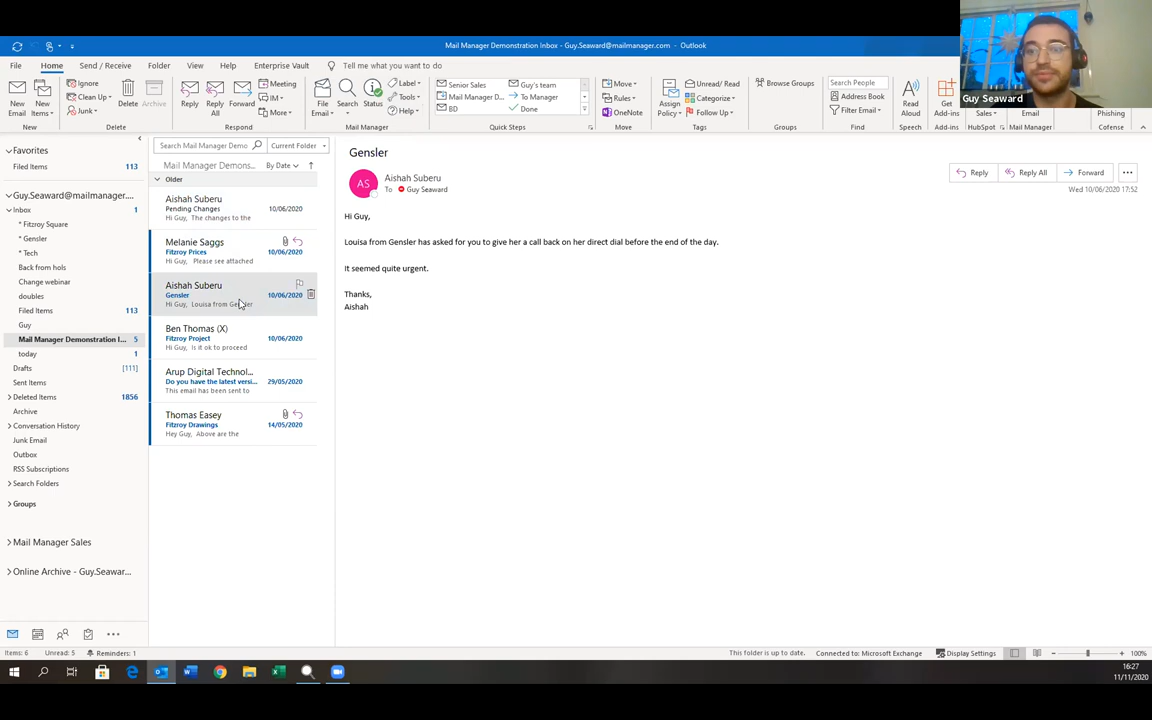 Mail Manager Demonstration Inbox - Guy.Seaward@mailmanager.com - Outlook
File Home Send / Receive Folder View Help Enterprise Vault Tell me what you want to do
New Email New Items
New
Ignore
Clean Up
Junk
Delete Archive
Delete
Reply Reply All Forward
Meeting
IM
More
Respond
File Email Search Status
Label
Tools
Help
Mail Manager
Senior Sales Guy's team
Mail Manager D... To Manager
BD Done
Quick Steps
Move
Rules
OneNote
Move
Assign Policy
Unread/ Read
Categorize
Follow Up
Tags
Browse Groups
Groups
Search People
Address Book
Filter Email
Find
Read Aloud
Speech
Get Add-ins
Add-ins
Sales
HubSpot
Email
Mail Manager
Phishing
Cofense
Guy Seaward
Favorites
Filed Items 113
Guy.Seaward@mailmanager....
Inbox 1
* Fitzroy Square
* Gensler
* Tech
Back from hols
Change webinar
doubles
Filed Items 113
Guy
Mail Manager Demonstration I... 5
today 1
Drafts [111]
Sent Items
Deleted Items 1856
Archive
Conversation History
Junk Email
Outbox
RSS Subscriptions
Search Folders
Groups
Mail Manager Sales
Online Archive - Guy.Seawar...
Search Mail Manager Demo Current Folder
Mail Manager Demons... By Date
Older
Aishah Suberu
Pending Changes 10/06/2020
Hi Guy, The changes to the
Melanie Saggs
Fitzroy Prices 10/06/2020
Hi Guy, Please see attached
Aishah Suberu
Gensler 10/06/2020
Hi Guy, Louisa from Gensler
Ben Thomas (X)
Fitzroy Project 10/06/2020
Hi Guy, Is it ok to proceed
Arup Digital Technol...
Do you have the latest versi... 29/05/2020
This email has been sent to
Thomas Easey
Fitzroy Drawings 14/05/2020
Hey Guy, Above are the
Gensler
AS
Aishah Suberu
To Guy Seaward
Reply Reply All Forward
Wed 10/06/2020 17:52
Hi Guy,
Louisa from Gensler has asked for you to give her a call back on her direct dial before the end of the day.
It seemed quite urgent.
Thanks,
Aishah
Items: 6 Unread: 5 Reminders: 1 This folder is up to date. Connected to: Microsoft Exchange Display Settings 100%
16:27
11/11/2020